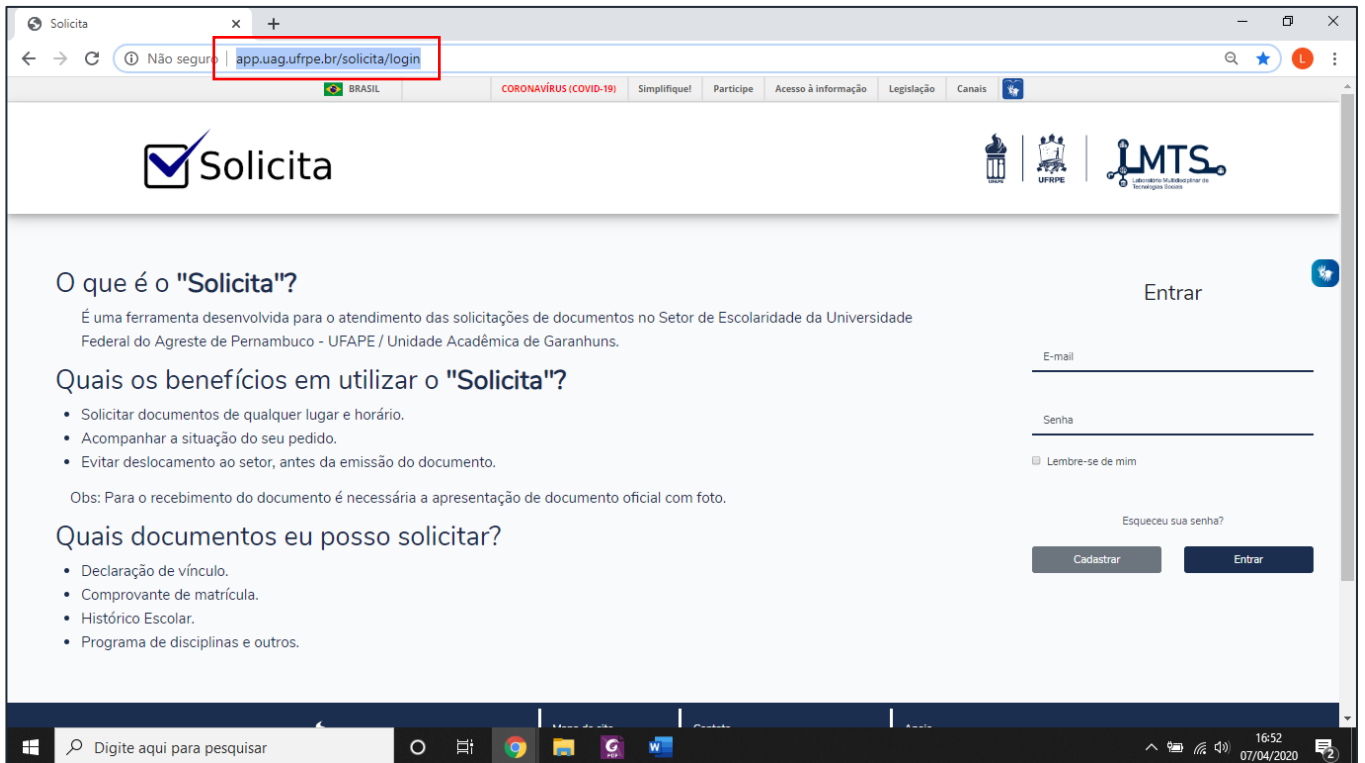 Solicita
Não seguro
app.uag.ufrpe.br/solicita/login
L
BRASIL
CORONAVÍRUS (COVID-19)
Simplifique!
Participe
Acesso à informação
Legislação
Canais
Solicita
UFRPE
LMTS
Laboratório Multidisciplinar de
Tecnologias Sociais
O que é o "Solicita"?
É uma ferramenta desenvolvida para o atendimento das solicitações de documentos no Setor de Escolaridade da Universidade
Federal do Agreste de Pernambuco - UFAPE / Unidade Acadêmica de Garanhuns.
Quais os benefícios em utilizar o "Solicita"?
• Solicitar documentos de qualquer lugar e horário.
• Acompanhar a situação do seu pedido.
• Evitar deslocamento ao setor, antes da emissão do documento.
Obs: Para o recebimento do documento é necessária a apresentação de documento oficial com foto.
Quais documentos eu posso solicitar?
• Declaração de vínculo.
• Comprovante de matrícula.
• Histórico Escolar.
• Programa de disciplinas e outros.
Entrar
E-mail
Senha
Lembre-se de mim
Esqueceu sua senha?
Cadastrar
Entrar
Digite aqui para pesquisar
16:52
07/04/2020
2